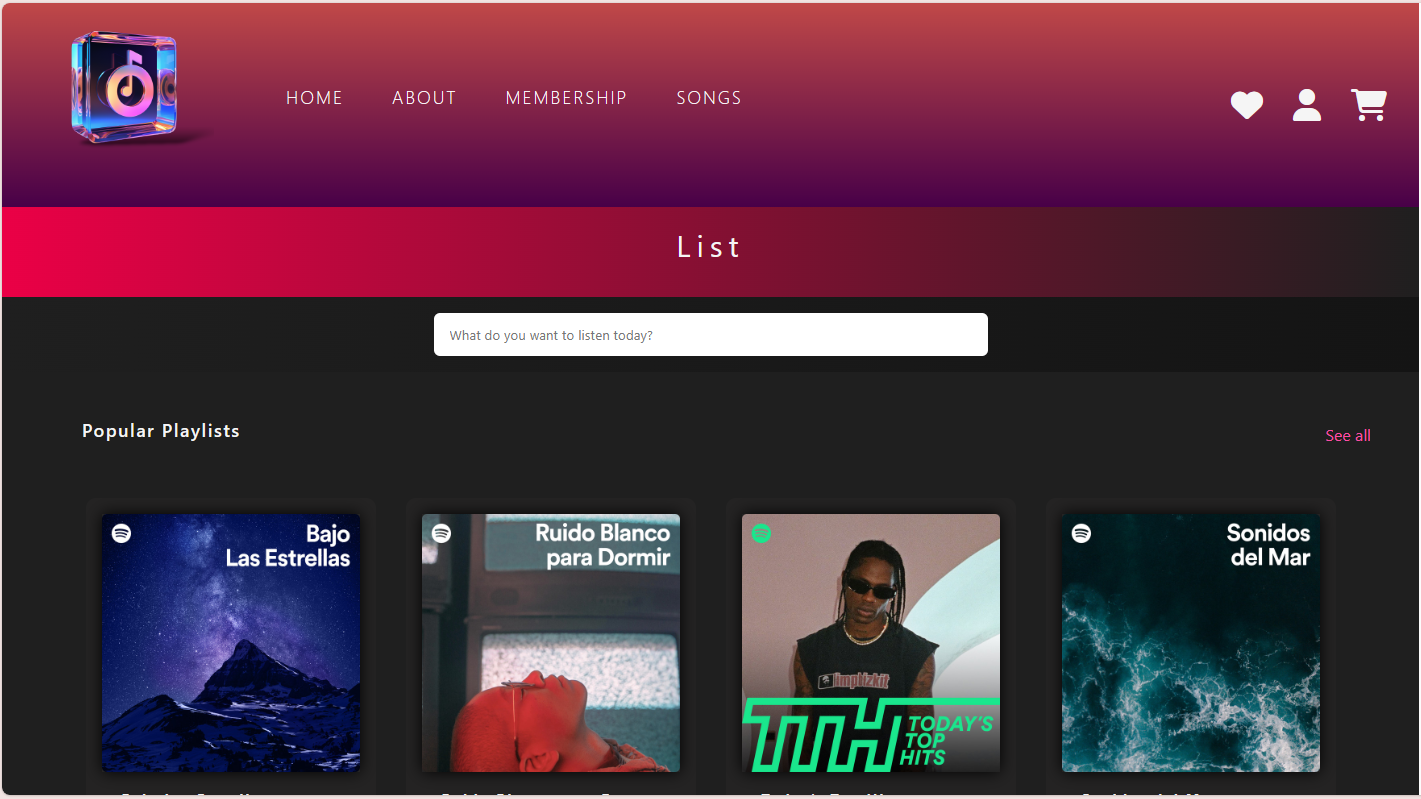 HOME ABOUT MEMBERSHIP SONGS
List
What do you want to listen today?
Popular Playlists
See all
Bajo
Las Estrellas
Ruido Blanco
para Dormir
limpbizkit
TTH TODAY'S
TOP
HITS
Sonidos
del Mar